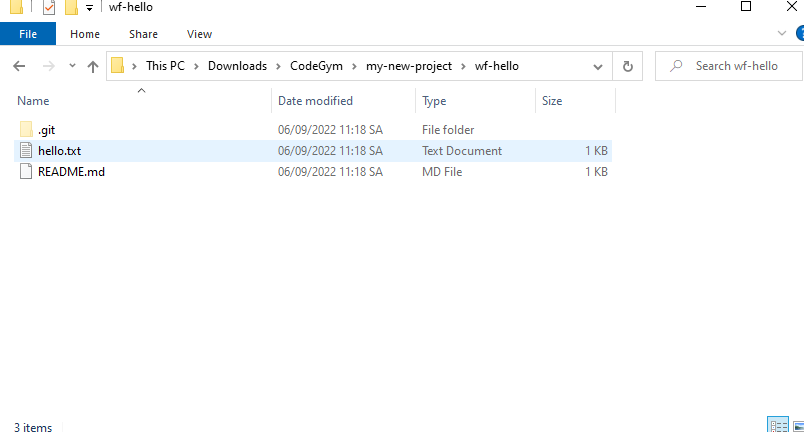 wf-hello
File Home Share View
This PC Downloads CodeGym my-new-project wf-hello Search wf-hello
Name Date modified Type Size
.git 06/09/2022 11:18 SA File folder
hello.txt 06/09/2022 11:18 SA Text Document 1 KB
README.md 06/09/2022 11:18 SA MD File 1 KB
3 items